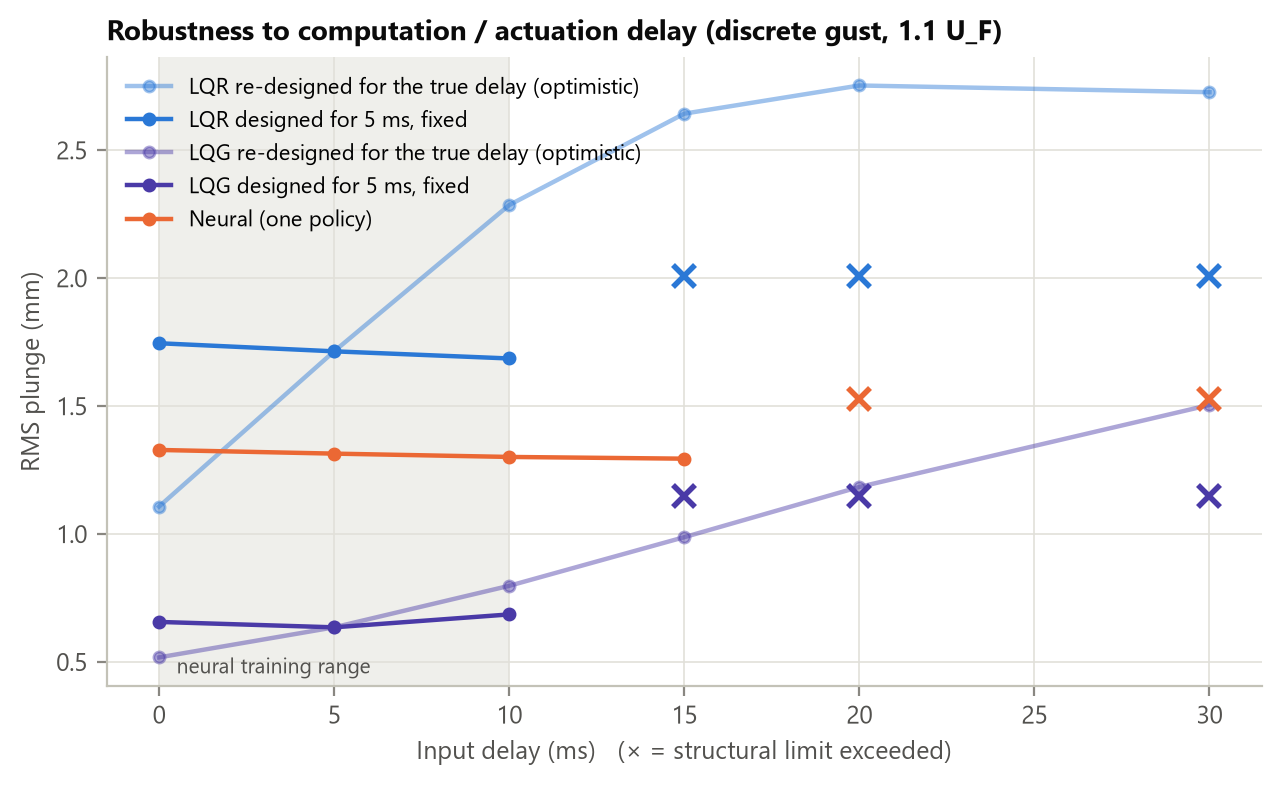 Robustness to computation / actuation delay (discrete gust, 1.1 U_F)
LQR re-designed for the true delay (optimistic)
LQR designed for 5 ms, fixed
LQG re-designed for the true delay (optimistic)
LQG designed for 5 ms, fixed
Neural (one policy)
RMS plunge (mm)
2.5
2.0
1.5
1.0
0.5
neural training range
0 5 10 15 20 25 30
Input delay (ms) (× = structural limit exceeded)